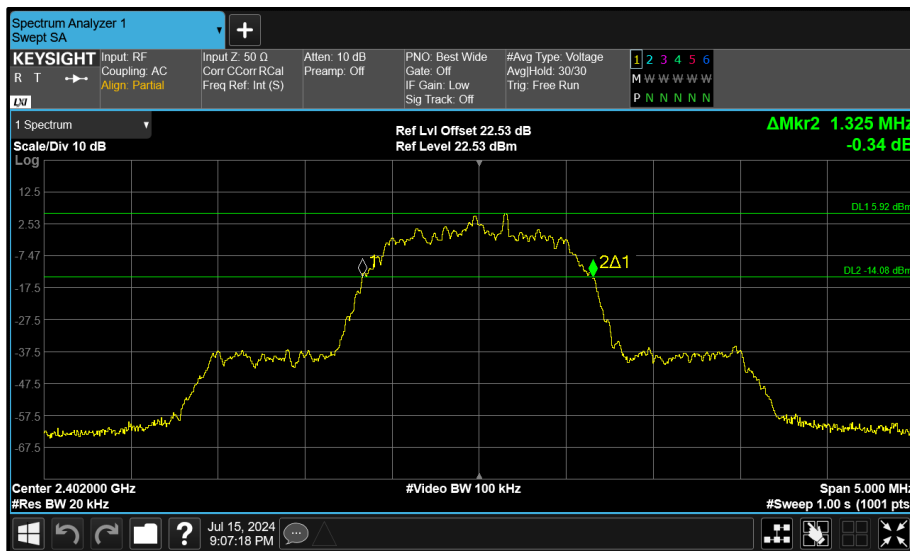 Spectrum Analyzer 1
Swept SA
KEYSIGHT
R T
LXI
Input: RF
Coupling: AC
Align: Partial
Input Z: 50 Ω
Corr CCorr RCal
Freq Ref: Int (S)
Atten: 10 dB
Preamp: Off
PNO: Best Wide
Gate: Off
IF Gain: Low
Sig Track: Off
#Avg Type: Voltage
Avg|Hold: 30/30
Trig: Free Run
1 2 3 4 5 6
M W W W W W
P N N N N N
1 Spectrum
Scale/Div 10 dB
Log
Ref Lvl Offset 22.53 dB
Ref Level 22.53 dBm
ΔMkr2 1.325 MHz
-0.34 dB
12.5
2.53
-7.47
-17.5
-27.5
-37.5
-47.5
-57.5
-67.5
DL1 5.92 dBm
1
2Δ1
DL2 -14.08 dBm
Center 2.402000 GHz
#Res BW 20 kHz
#Video BW 100 kHz
Span 5.000 MHz
#Sweep 1.00 s (1001 pts
?
Jul 15, 2024
9:07:18 PM